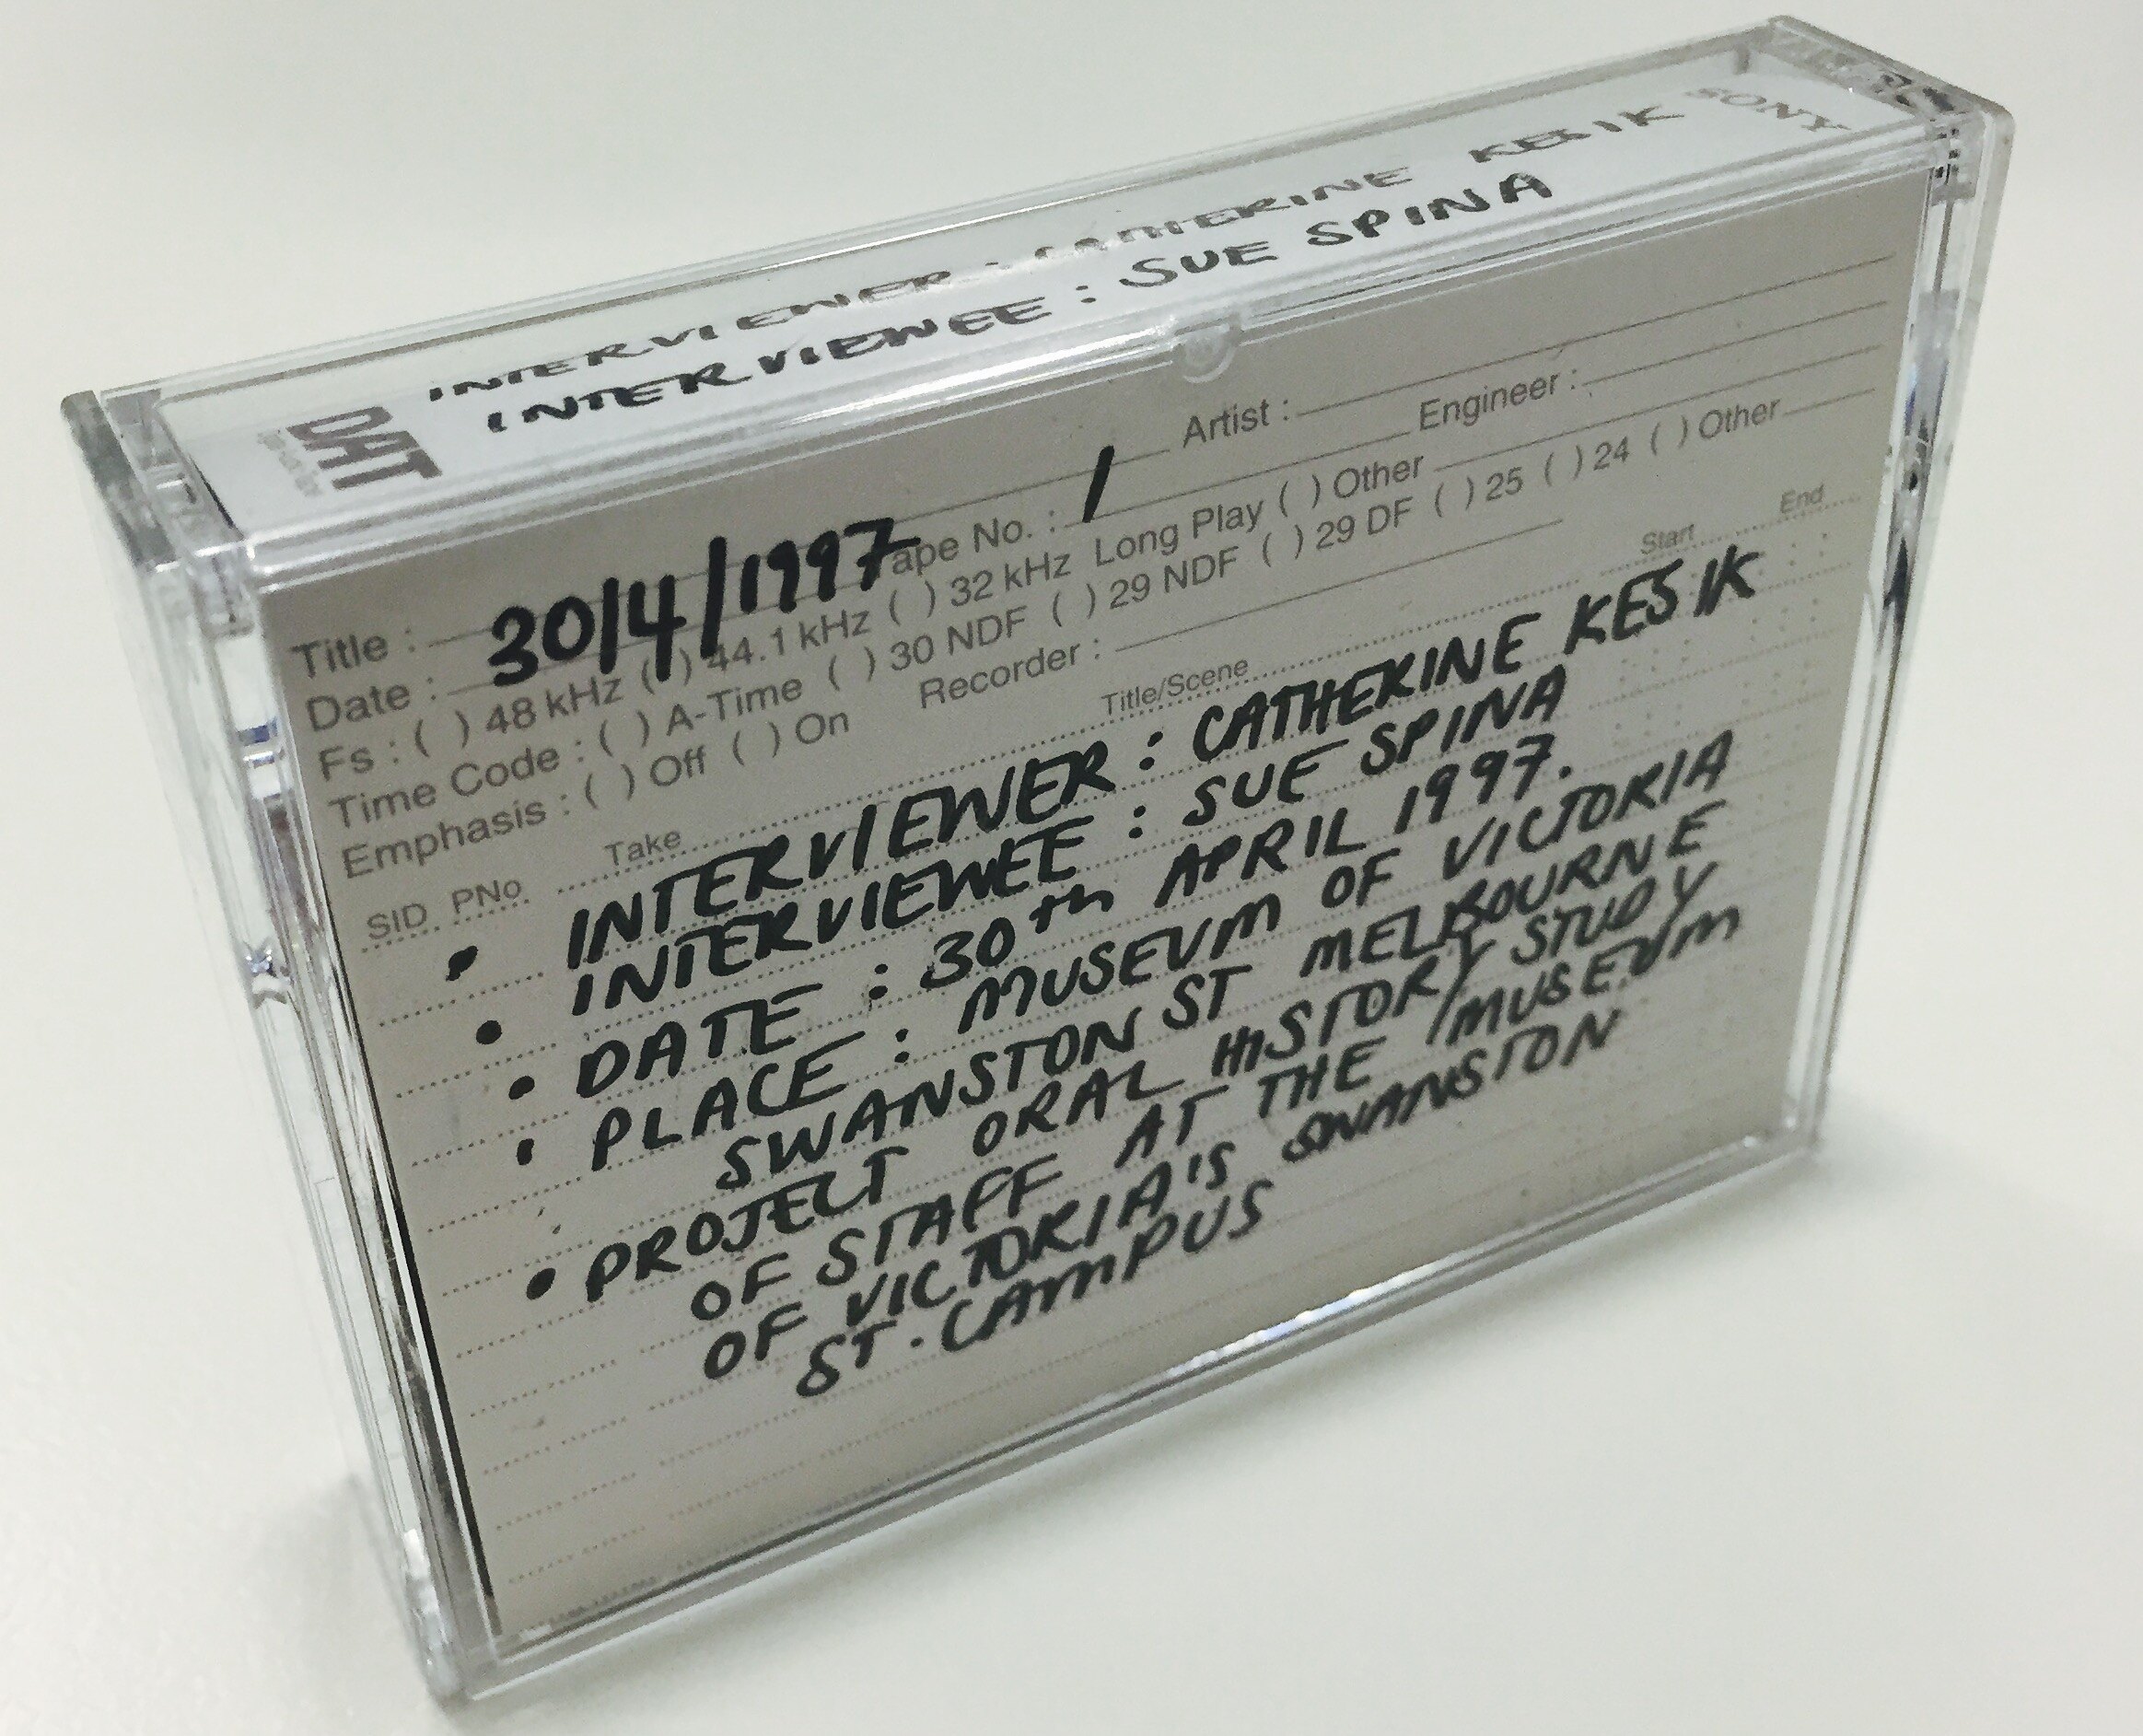 INTERVIEWER : CATHERINE KESIK
INTERVIEWEE : SUE SPINA
SONY
DAT
Title : Artist :
Date : 30/4/1997 Tape No. : 1 Engineer :
Fs : ( ) 48 kHz ( ) 44.1 kHz ( ) 32 kHz Long Play ( ) Other
Time Code : ( ) A-Time ( ) 30 NDF ( ) 29 NDF ( ) 29 DF ( ) 25 ( ) 24 ( ) Other
Emphasis : ( ) Off ( ) On Recorder :
SID PNo Take Title/Scene Start End
• INTERVIEWER : CATHERINE KESIK
• INTERVIEWEE : SUE SPINA
• DATE : 30th APRIL 1997.
• PLACE : MUSEUM OF VICTORIA
SWANSTON ST MELBOURNE
• PROJECT ORAL HISTORY STUDY
OF STAFF AT THE MUSEUM
OF VICTORIA'S SWANSTON
ST. CAMPUS